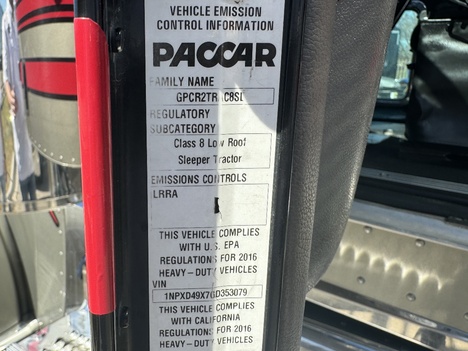 VEHICLE EMISSION
CONTROL INFORMATION
PACCAR
FAMILY NAME
GPCR2TRAC8SL
REGULATORY
SUBCATEGORY
Class 8 Low Roof
Sleeper Tractor
EMISSIONS CONTROLS
LRRA
THIS VEHICLE COMPLIES
WITH U.S. EPA
REGULATIONS FOR 2016
HEAVY-DUTY VEHICLES
VIN
THIS VEHICLE COMPLIES
WITH CALIFORNIA
REGULATIONS FOR 2016
HEAVY-DUTY VEHICLES